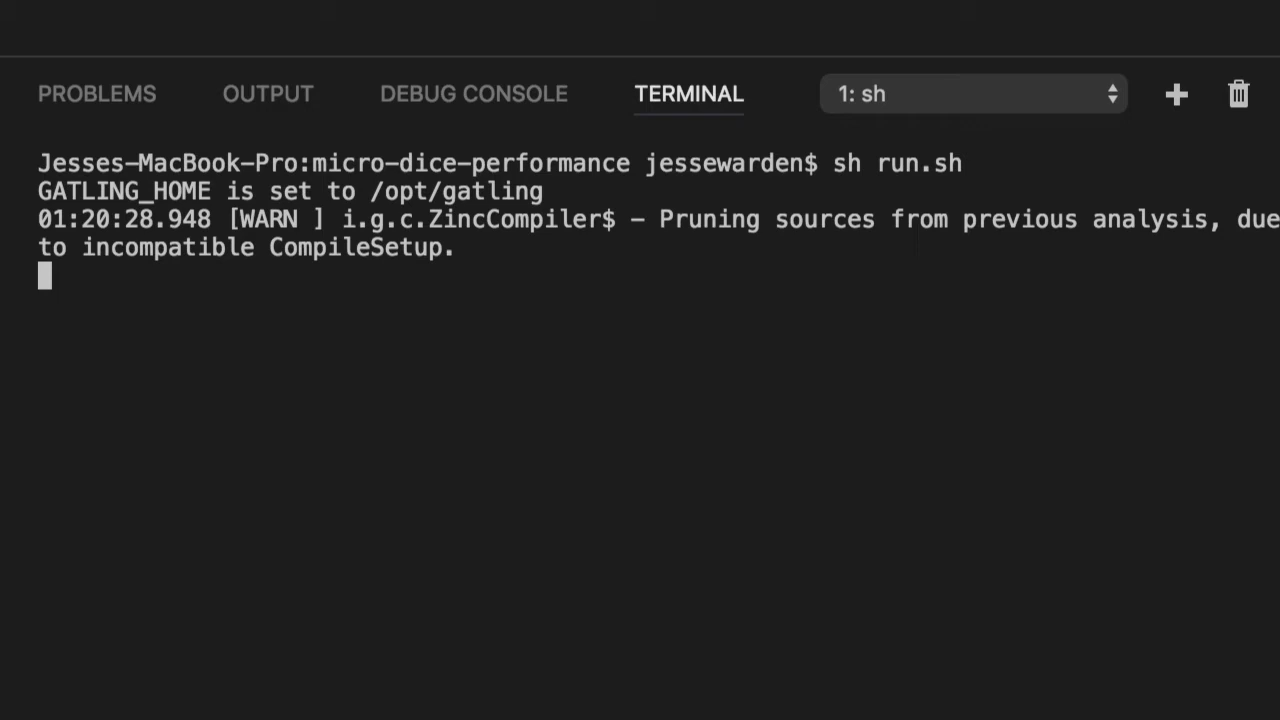 PROBLEMS OUTPUT DEBUG CONSOLE TERMINAL 1: sh
Jesses-MacBook-Pro:micro-dice-performance jessewarden$ sh run.sh
GATLING_HOME is set to /opt/gatling
01:20:28.948 [WARN ] i.g.c.ZincCompiler$ - Pruning sources from previous analysis, due
to incompatible CompileSetup.